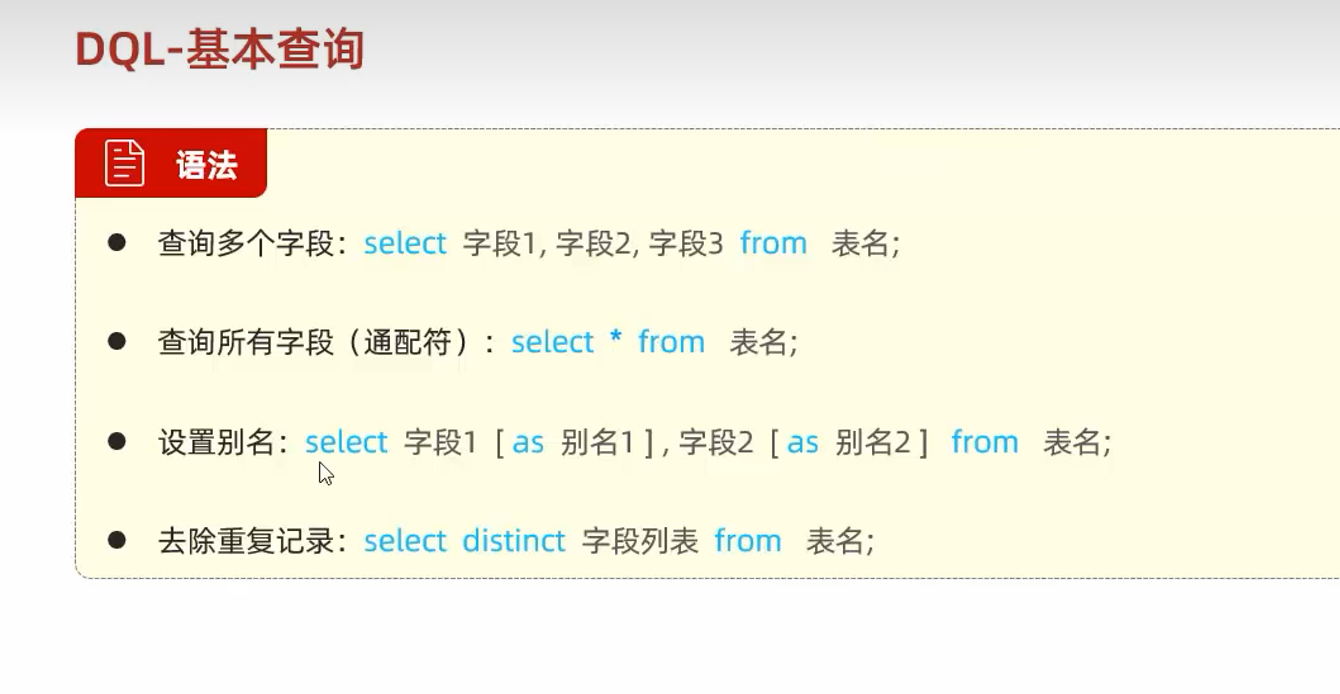 DQL-基本查询
语法
查询多个字段：select 字段1, 字段2, 字段3 from 表名;
查询所有字段（通配符）：select * from 表名;
设置别名：select 字段1 [ as 别名1 ] , 字段2 [ as 别名2 ] from 表名;
去除重复记录：select distinct 字段列表 from 表名;